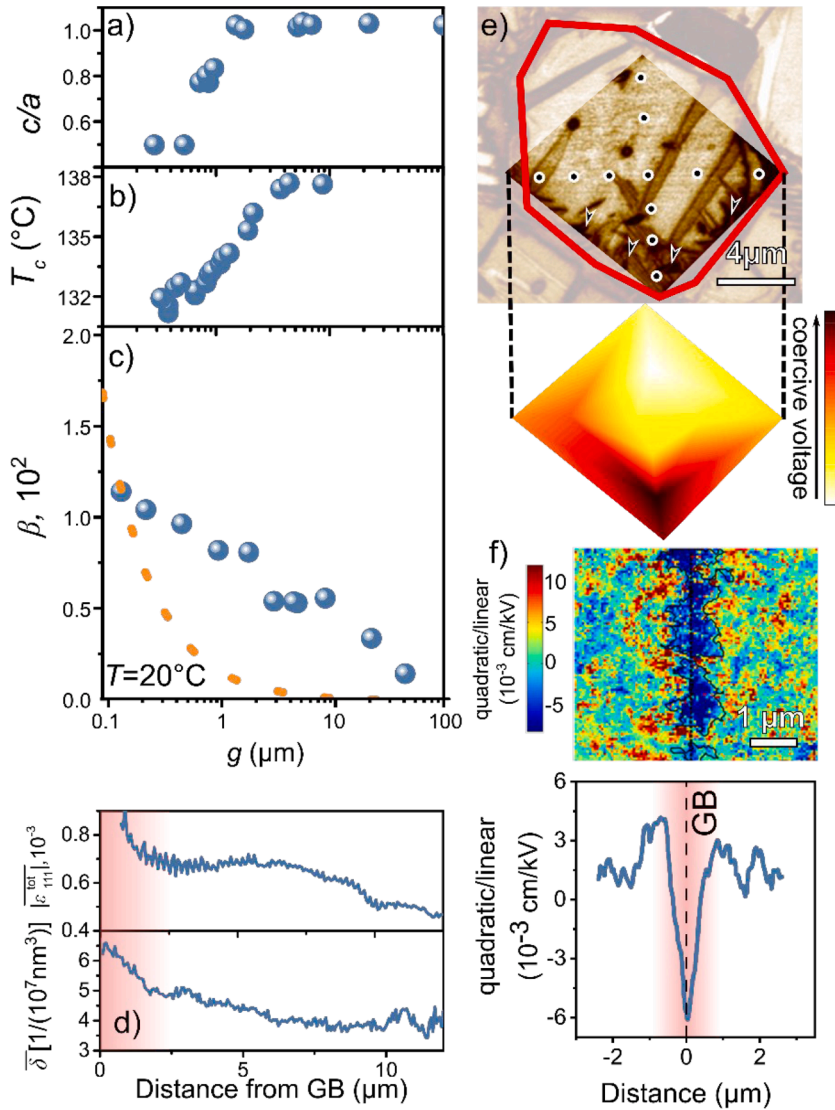 a)
c/a
1.0
0.8
0.6
b)
T_c (°C)
138
135
132
c)
β, 10²
2.0
1.5
1.0
0.5
0.0
T=20°C
0.1
1
10
100
g (µm)
|ε̅ᵗᵒᵗ₁₁₁|, 10⁻³
0.8
0.6
0.4
δ̅ [1/(10⁷nm³)]
6
5
4
3
d)
0
5
10
Distance from GB (µm)
e)
4µm
coercive voltage
f)
quadratic/linear
(10⁻³ cm/kV)
10
5
0
-5
1 µm
quadratic/linear
(10⁻³ cm/kV)
6
3
0
-3
-6
GB
-2
0
2
Distance (µm)